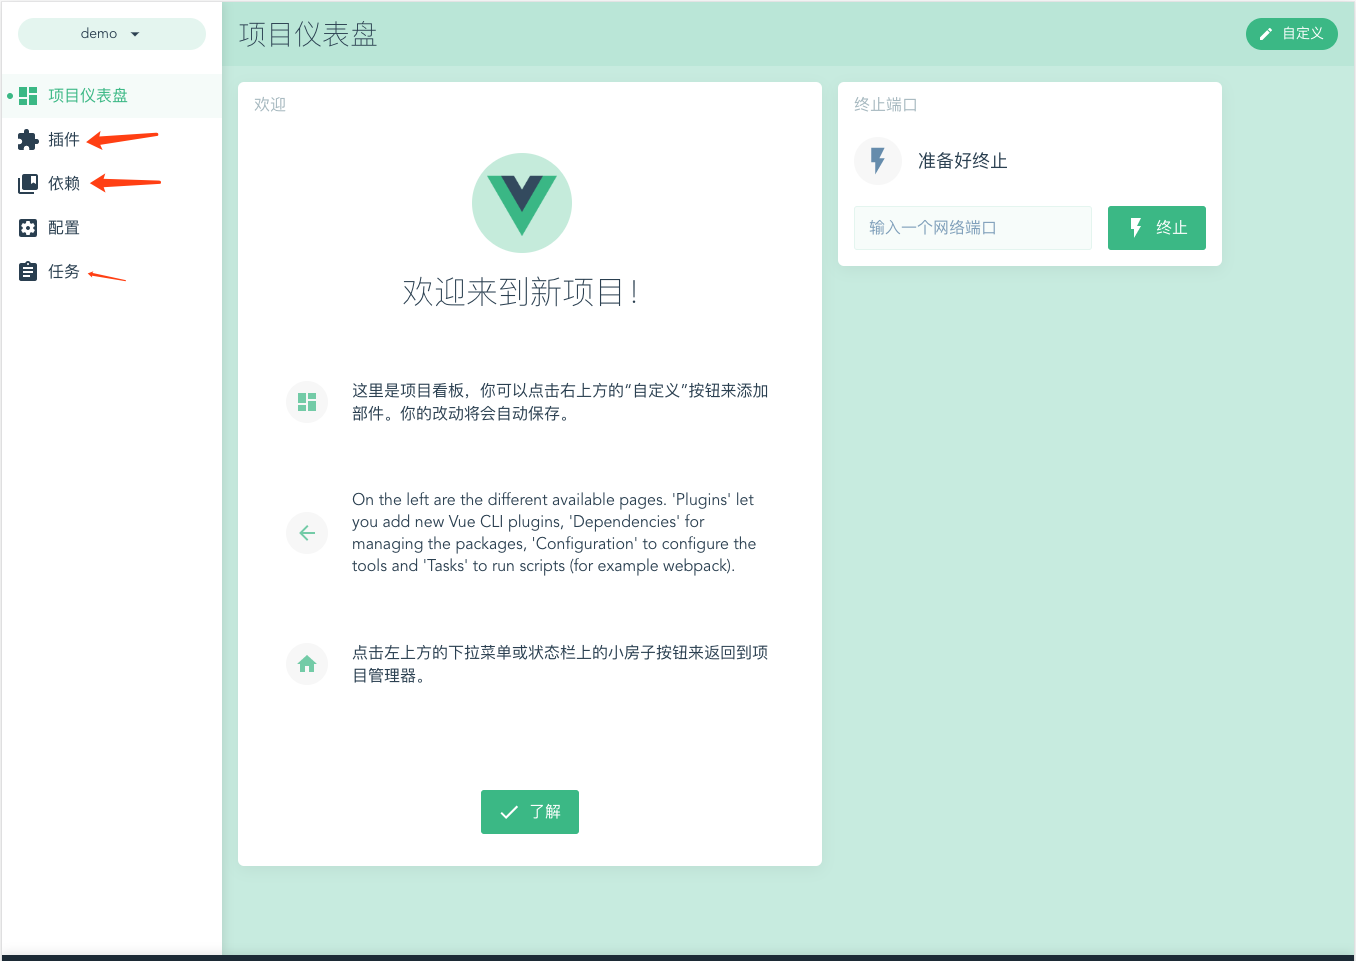 demo
项目仪表盘
插件
依赖
配置
任务
项目仪表盘
自定义
欢迎
欢迎来到新项目！
这里是项目看板，你可以点击右上方的“自定义”按钮来添加
部件。你的改动将会自动保存。
On the left are the different available pages. 'Plugins' let
you add new Vue CLI plugins, 'Dependencies' for
managing the packages, 'Configuration' to configure the
tools and 'Tasks' to run scripts (for example webpack).
点击左上方的下拉菜单或状态栏上的小房子按钮来返回到项
目管理器。
了解
终止端口
准备好终止
输入一个网络端口
终止